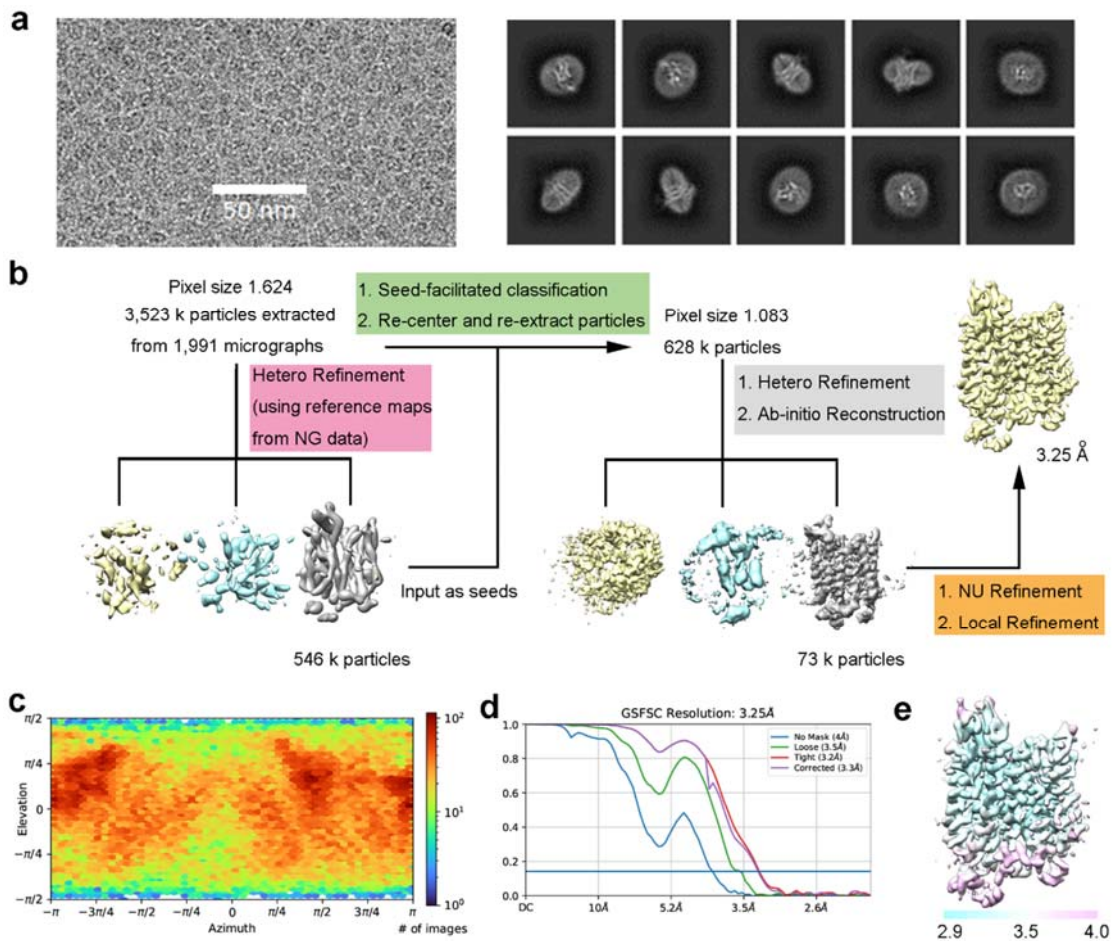 a
50 nm
b
Pixel size 1.624
3,523 k particles extracted
from 1,991 micrographs
1. Seed-facilitated classification
2. Re-center and re-extract particles
Pixel size 1.083
628 k particles
Hetero Refinement
(using reference maps
from NG data)
1. Hetero Refinement
2. Ab-initio Reconstruction
3.25 Å
Input as seeds
1. NU Refinement
2. Local Refinement
546 k particles
73 k particles
c
π/2
π/4
0
−π/4
−π/2
Elevation
−π
−3π/4
−π/2
−π/4
0
π/4
π/2
3π/4
π
Azimuth
# of images
10²
10¹
10⁰
d
GSFSC Resolution: 3.25Å
1.0
0.8
0.6
0.4
0.2
0.0
No Mask (4Å)
Loose (3.5Å)
Tight (3.2Å)
Corrected (3.3Å)
DC
10Å
5.2Å
3.5Å
2.6Å
e
2.9
3.5
4.0